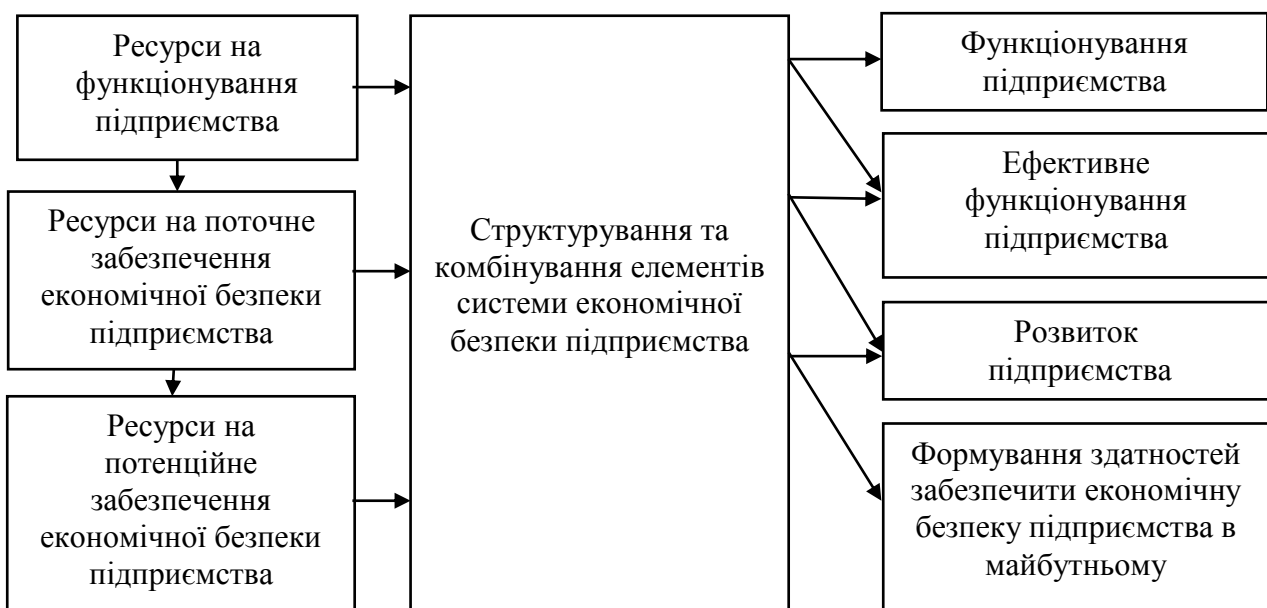 Ресурси на
функціонування
підприємства
Ресурси на поточне
забезпечення
економічної безпеки
підприємства
Ресурси на
потенційне
забезпечення
економічної безпеки
підприємства
Структурування та
комбінування елементів
системи економічної
безпеки підприємства
Функціонування
підприємства
Ефективне
функціонування
підприємства
Розвиток
підприємства
Формування здатностей
забезпечити економічну
безпеку підприємства в
майбутньому